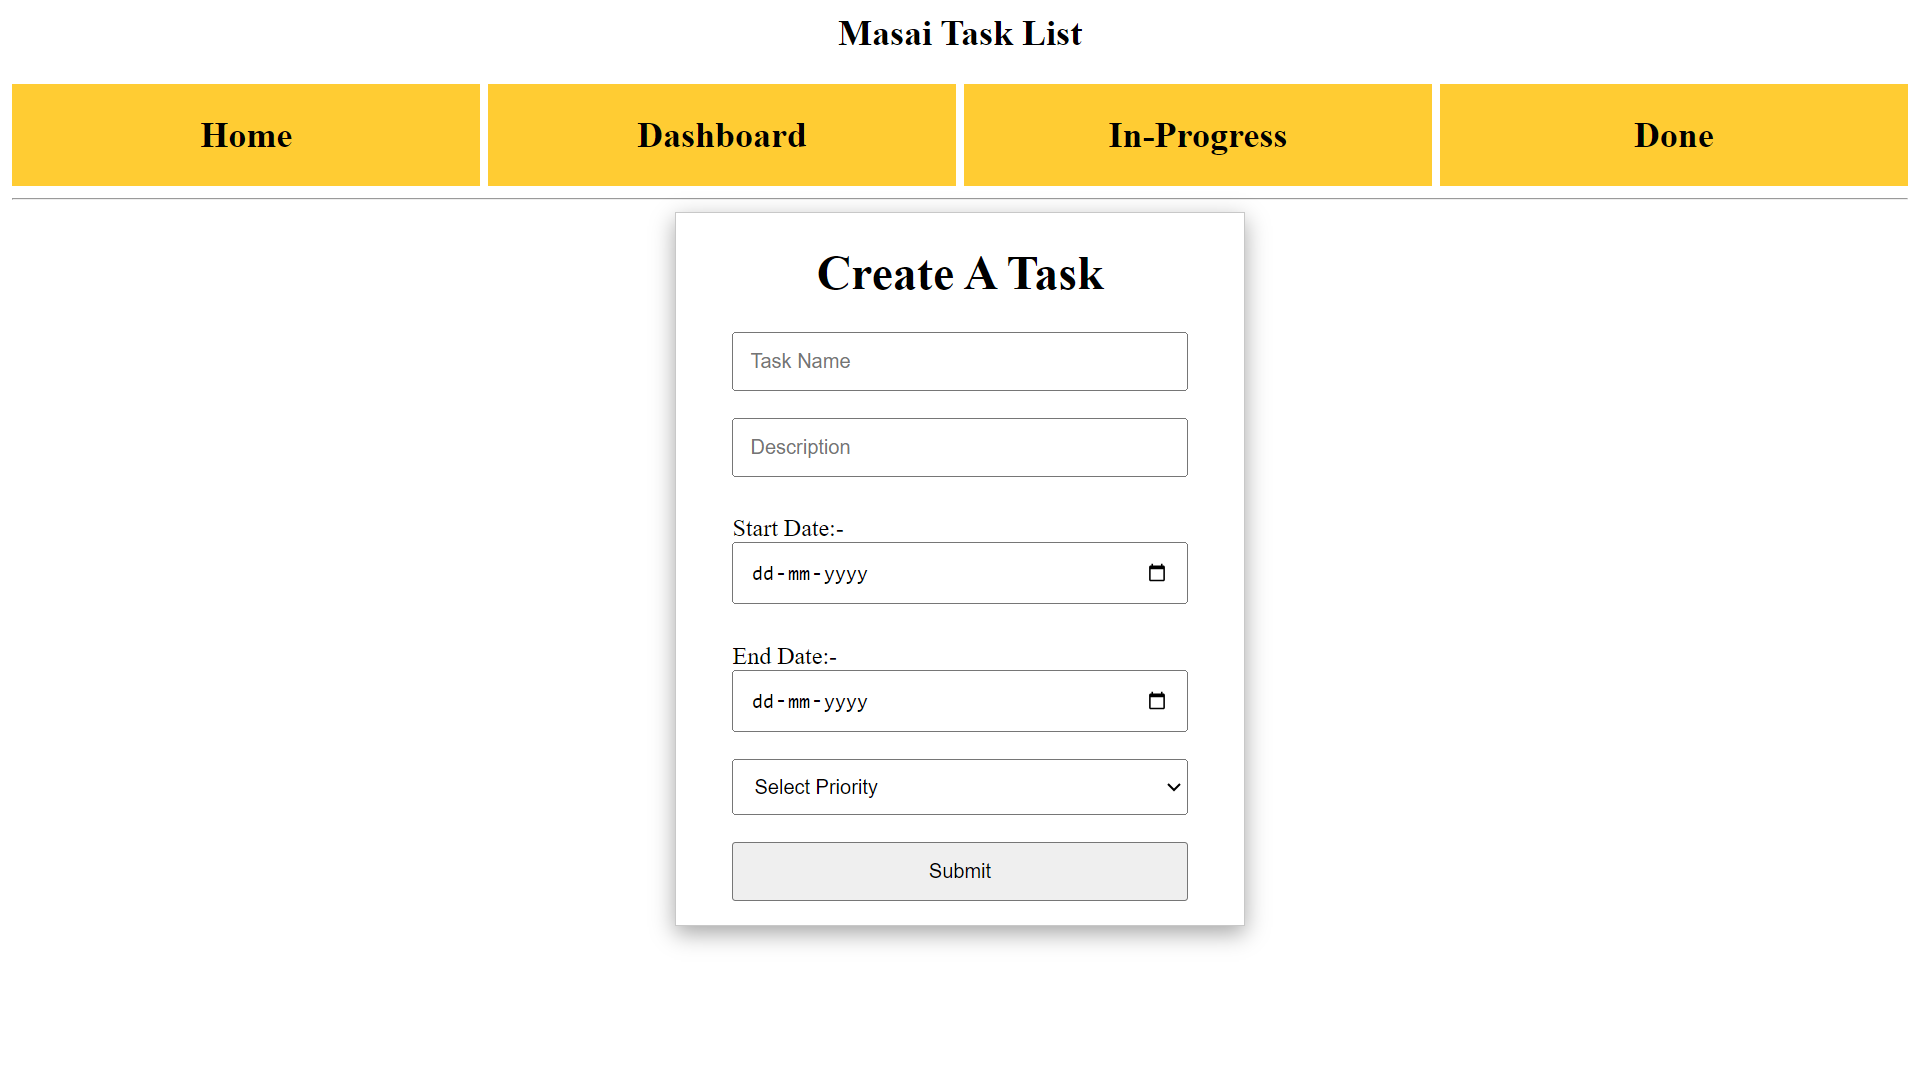 Masai Task List
Home Dashboard In-Progress Done
Create A Task
Task Name
Description
Start Date:-
dd-mm-yyyy
End Date:-
dd-mm-yyyy
Select Priority
Submit